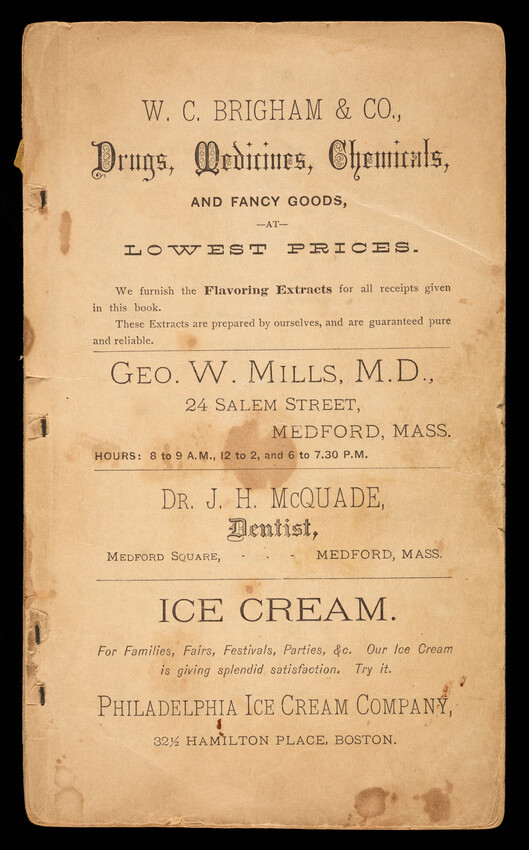 W. C. BRIGHAM & CO.,
Drugs, Medicines, Chemicals,
AND FANCY GOODS,
—AT—
LOWEST PRICES.
We furnish the Flavoring Extracts for all receipts given
in this book.
These Extracts are prepared by ourselves, and are guaranteed pure
and reliable.
GEO. W. MILLS, M.D.,
24 SALEM STREET,
MEDFORD, MASS.
HOURS: 8 to 9 A.M., 12 to 2, and 6 to 7.30 P.M.
DR. J. H. McQUADE,
Dentist,
MEDFORD SQUARE, - - - MEDFORD, MASS.
ICE CREAM.
For Families, Fairs, Festivals, Parties, &c. Our Ice Cream
is giving splendid satisfaction. Try it.
PHILADELPHIA ICE CREAM COMPANY,
32½ HAMILTON PLACE, BOSTON.